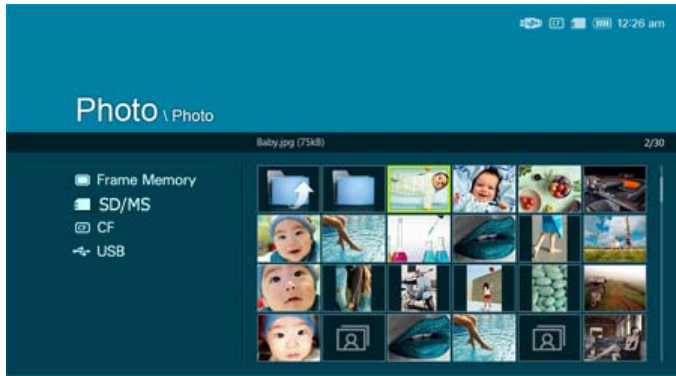 12:26 am
Photo \ Photo
Baby.jpg (75kB) 2/30
Frame Memory
SD/MS
CF
USB